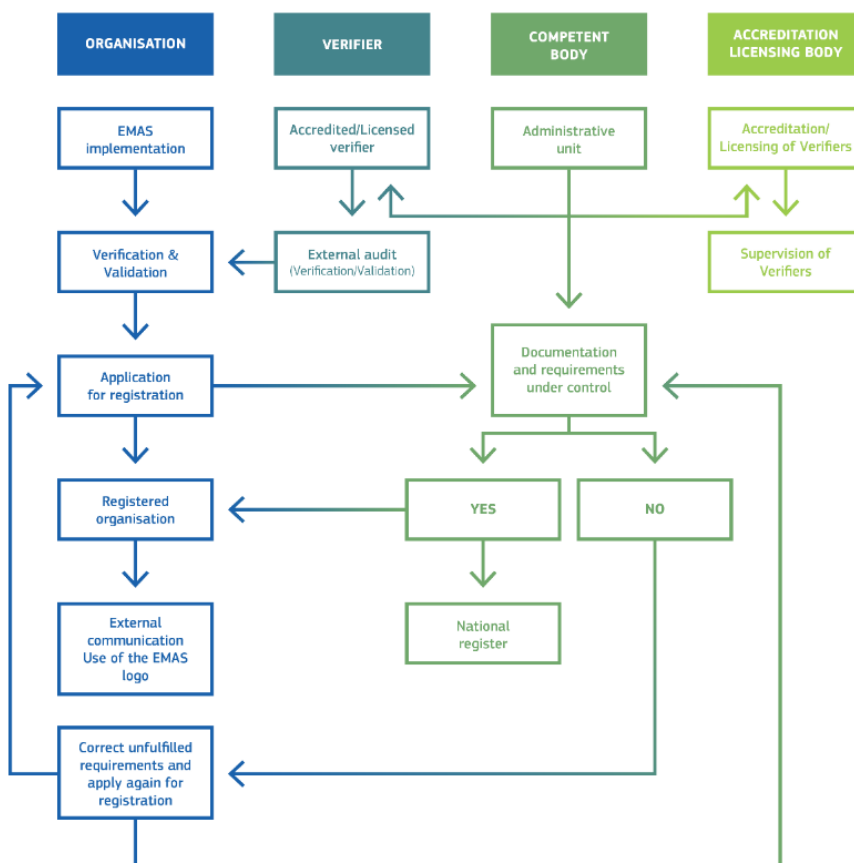 ORGANISATION
VERIFIER
COMPETENT
BODY
ACCREDITATION
LICENSING BODY
EMAS
implementation
Accredited/Licensed
verifier
Administrative
unit
Accreditation/
Licensing of Verifiers
Verification &
Validation
External audit
(Verification/Validation)
Supervision of
Verifiers
Application
for registration
Documentation
and requirements
under control
Registered
organisation
YES
NO
External
communication
Use of the EMAS
logo
National
register
Correct unfulfilled
requirements and
apply again for
registration